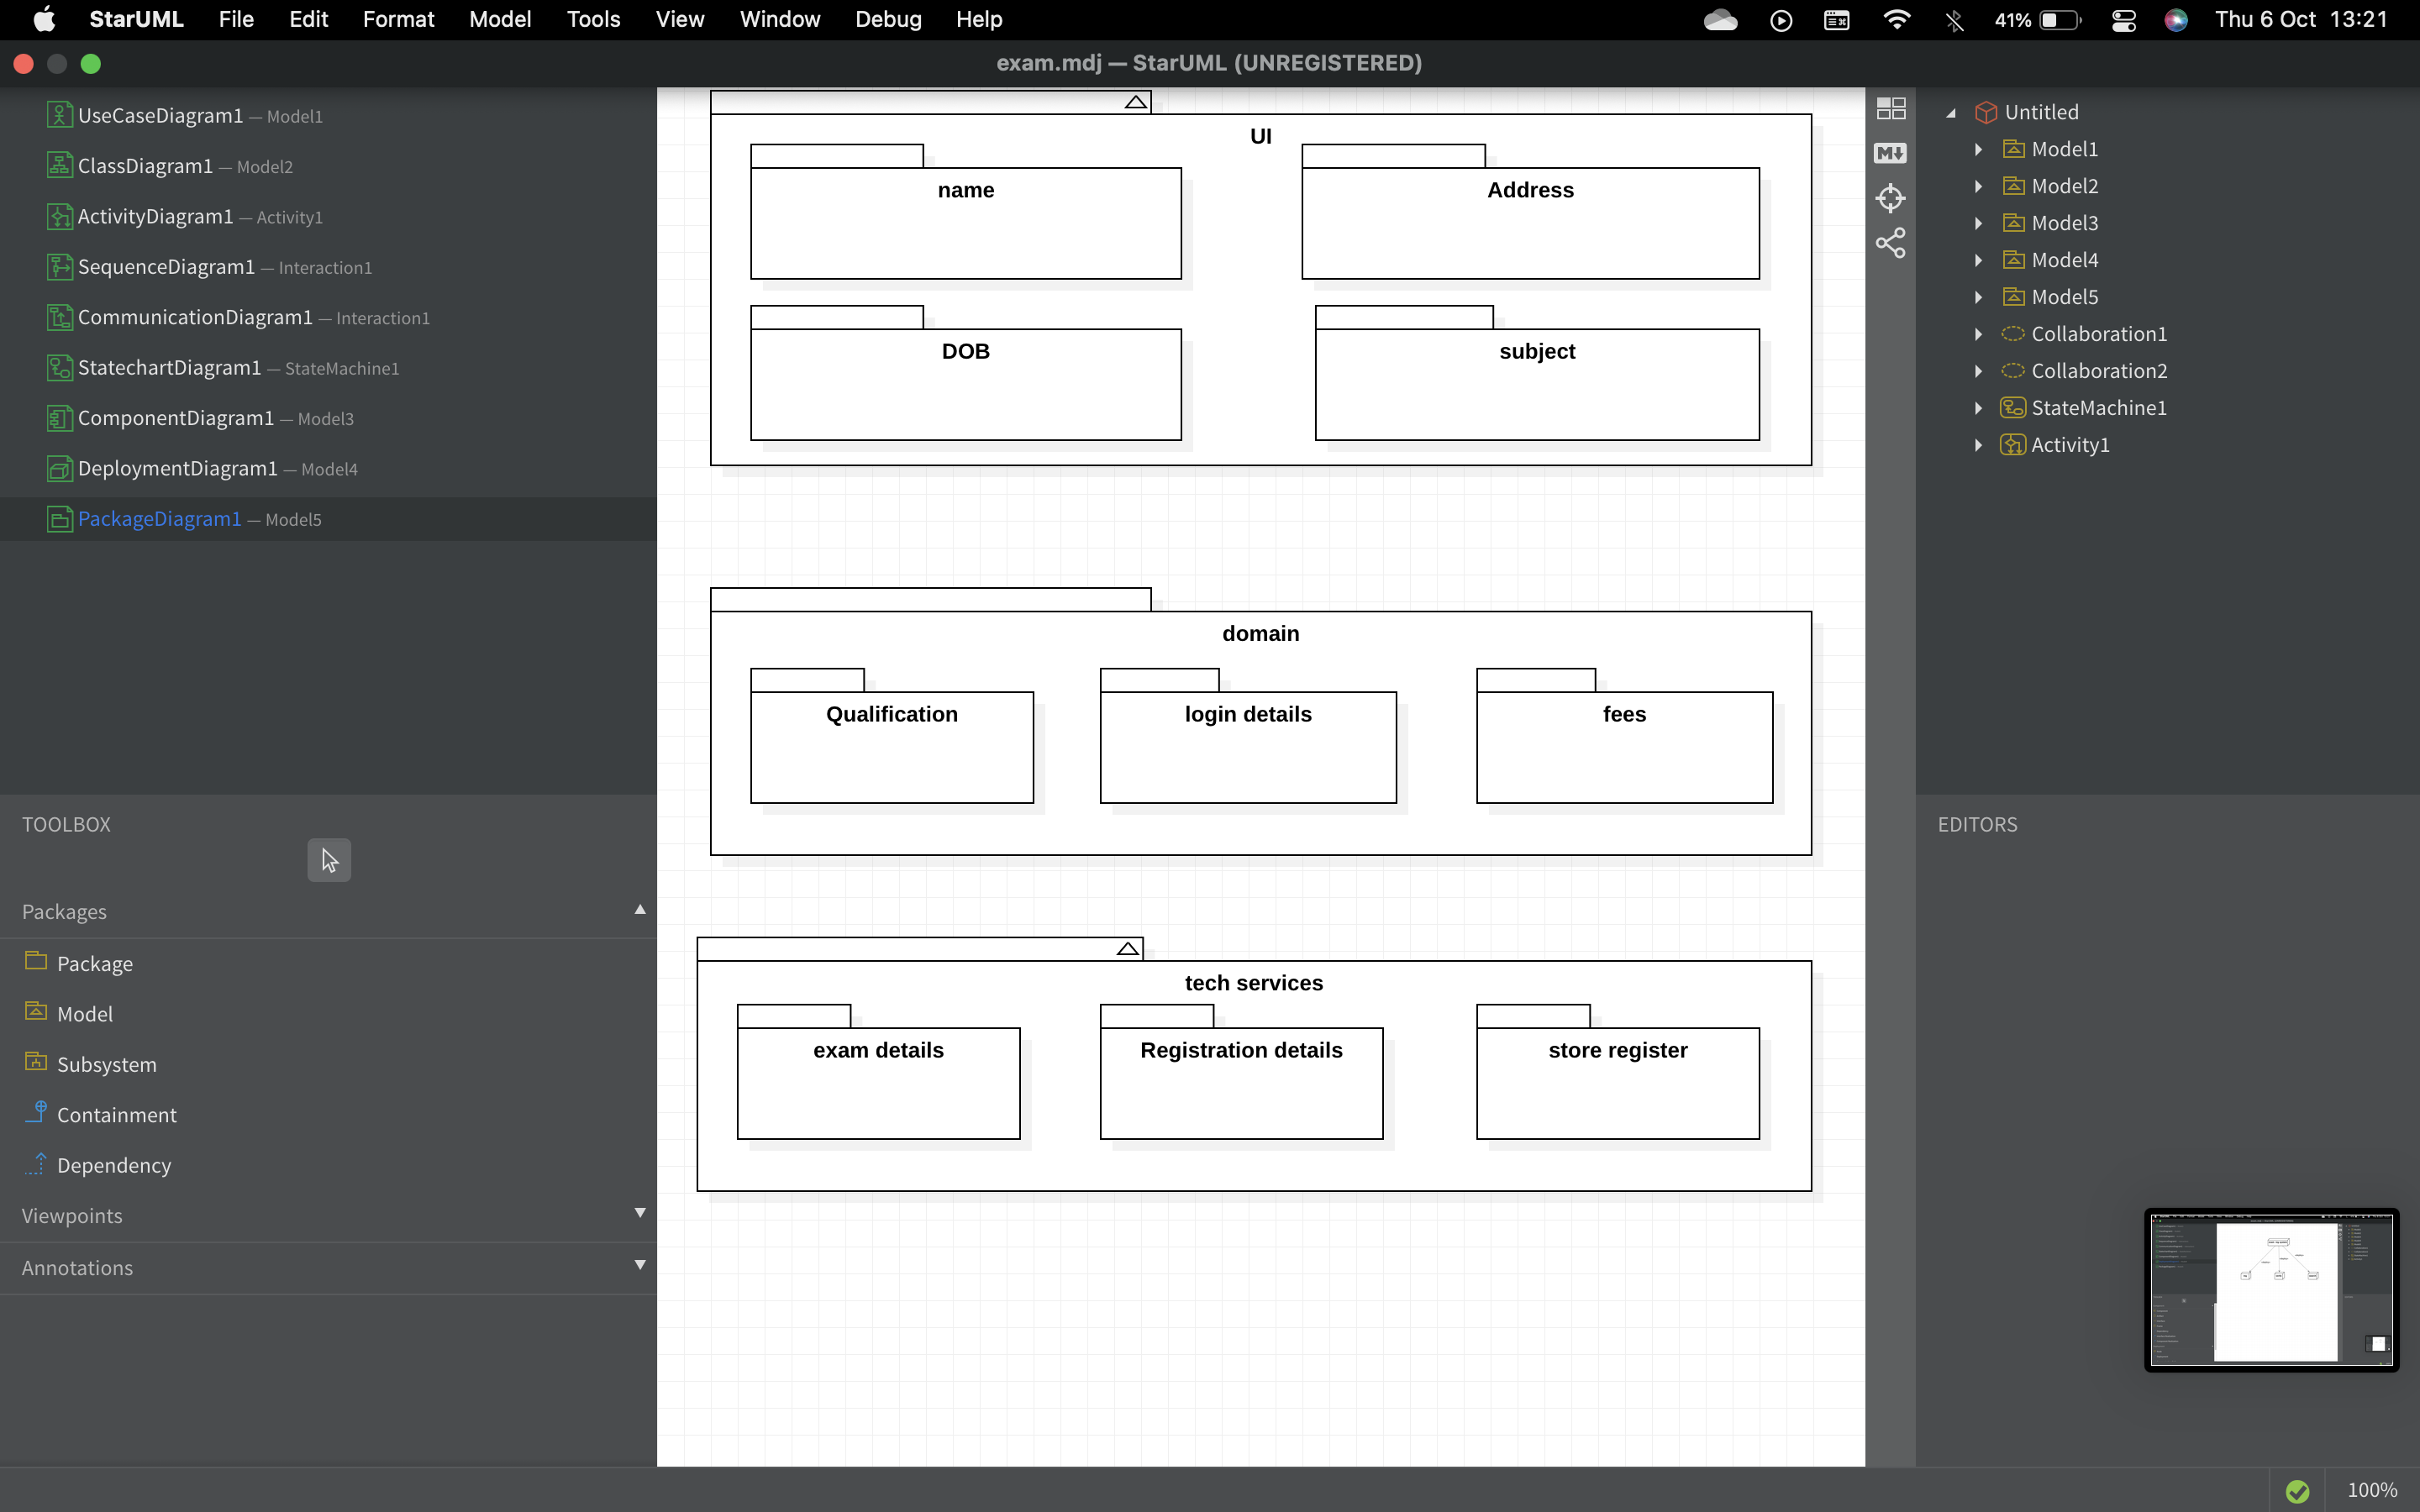 StarUML File Edit Format Model Tools View Window Debug Help 41% Thu 6 Oct 13:21
exam.mdj — StarUML (UNREGISTERED)
UseCaseDiagram1 — Model1
ClassDiagram1 — Model2
ActivityDiagram1 — Activity1
SequenceDiagram1 — Interaction1
CommunicationDiagram1 — Interaction1
StatechartDiagram1 — StateMachine1
ComponentDiagram1 — Model3
DeploymentDiagram1 — Model4
PackageDiagram1 — Model5
TOOLBOX
Packages
Package
Model
Subsystem
Containment
Dependency
Viewpoints
Annotations
UI
name
Address
DOB
subject
domain
Qualification
login details
fees
tech services
exam details
Registration details
store register
M
Untitled
Model1
Model2
Model3
Model4
Model5
Collaboration1
Collaboration2
StateMachine1
Activity1
EDITORS
100%